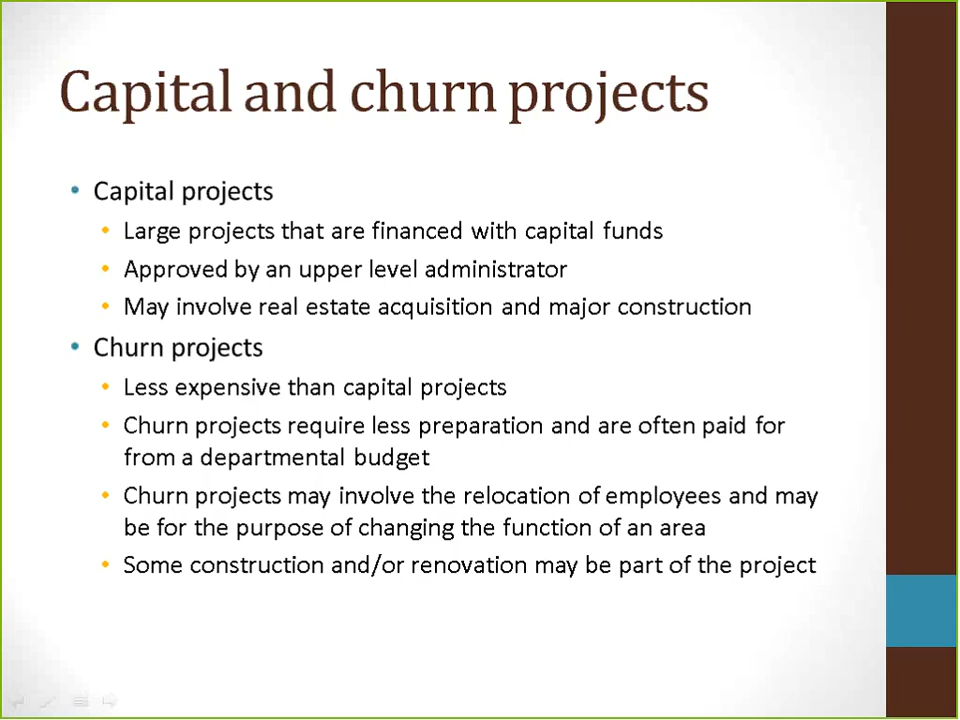 Capital and churn projects
• Capital projects
• Large projects that are financed with capital funds
• Approved by an upper level administrator
• May involve real estate acquisition and major construction
• Churn projects
• Less expensive than capital projects
• Churn projects require less preparation and are often paid for
from a departmental budget
• Churn projects may involve the relocation of employees and may
be for the purpose of changing the function of an area
• Some construction and/or renovation may be part of the project